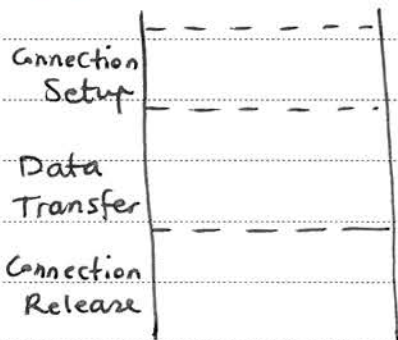 Connection
Setup
Data
Transfer
Connection
Release